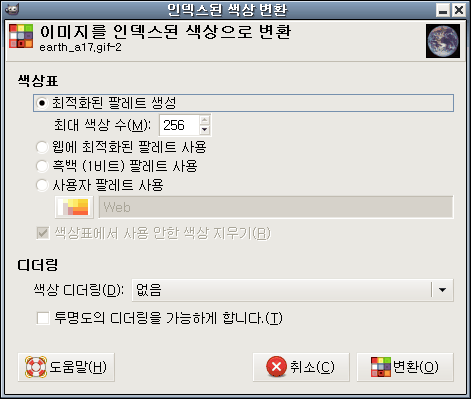 인덱스된 색상 변환
이미지를 인덱스된 색상으로 변환
earth_a17,gif-2
색상표
최적화된 팔레트 생성
최대 색상 수(M): 256
웹에 최적화된 팔레트 사용
흑백 (1비트) 팔레트 사용
사용자 팔레트 사용
Web
색상표에서 사용 안한 색상 지우기(R)
디더링
색상 디더링(D): 없음
투명도의 디더링을 가능하게 합니다.(T)
도움말(H) 취소(C) 변환(O)